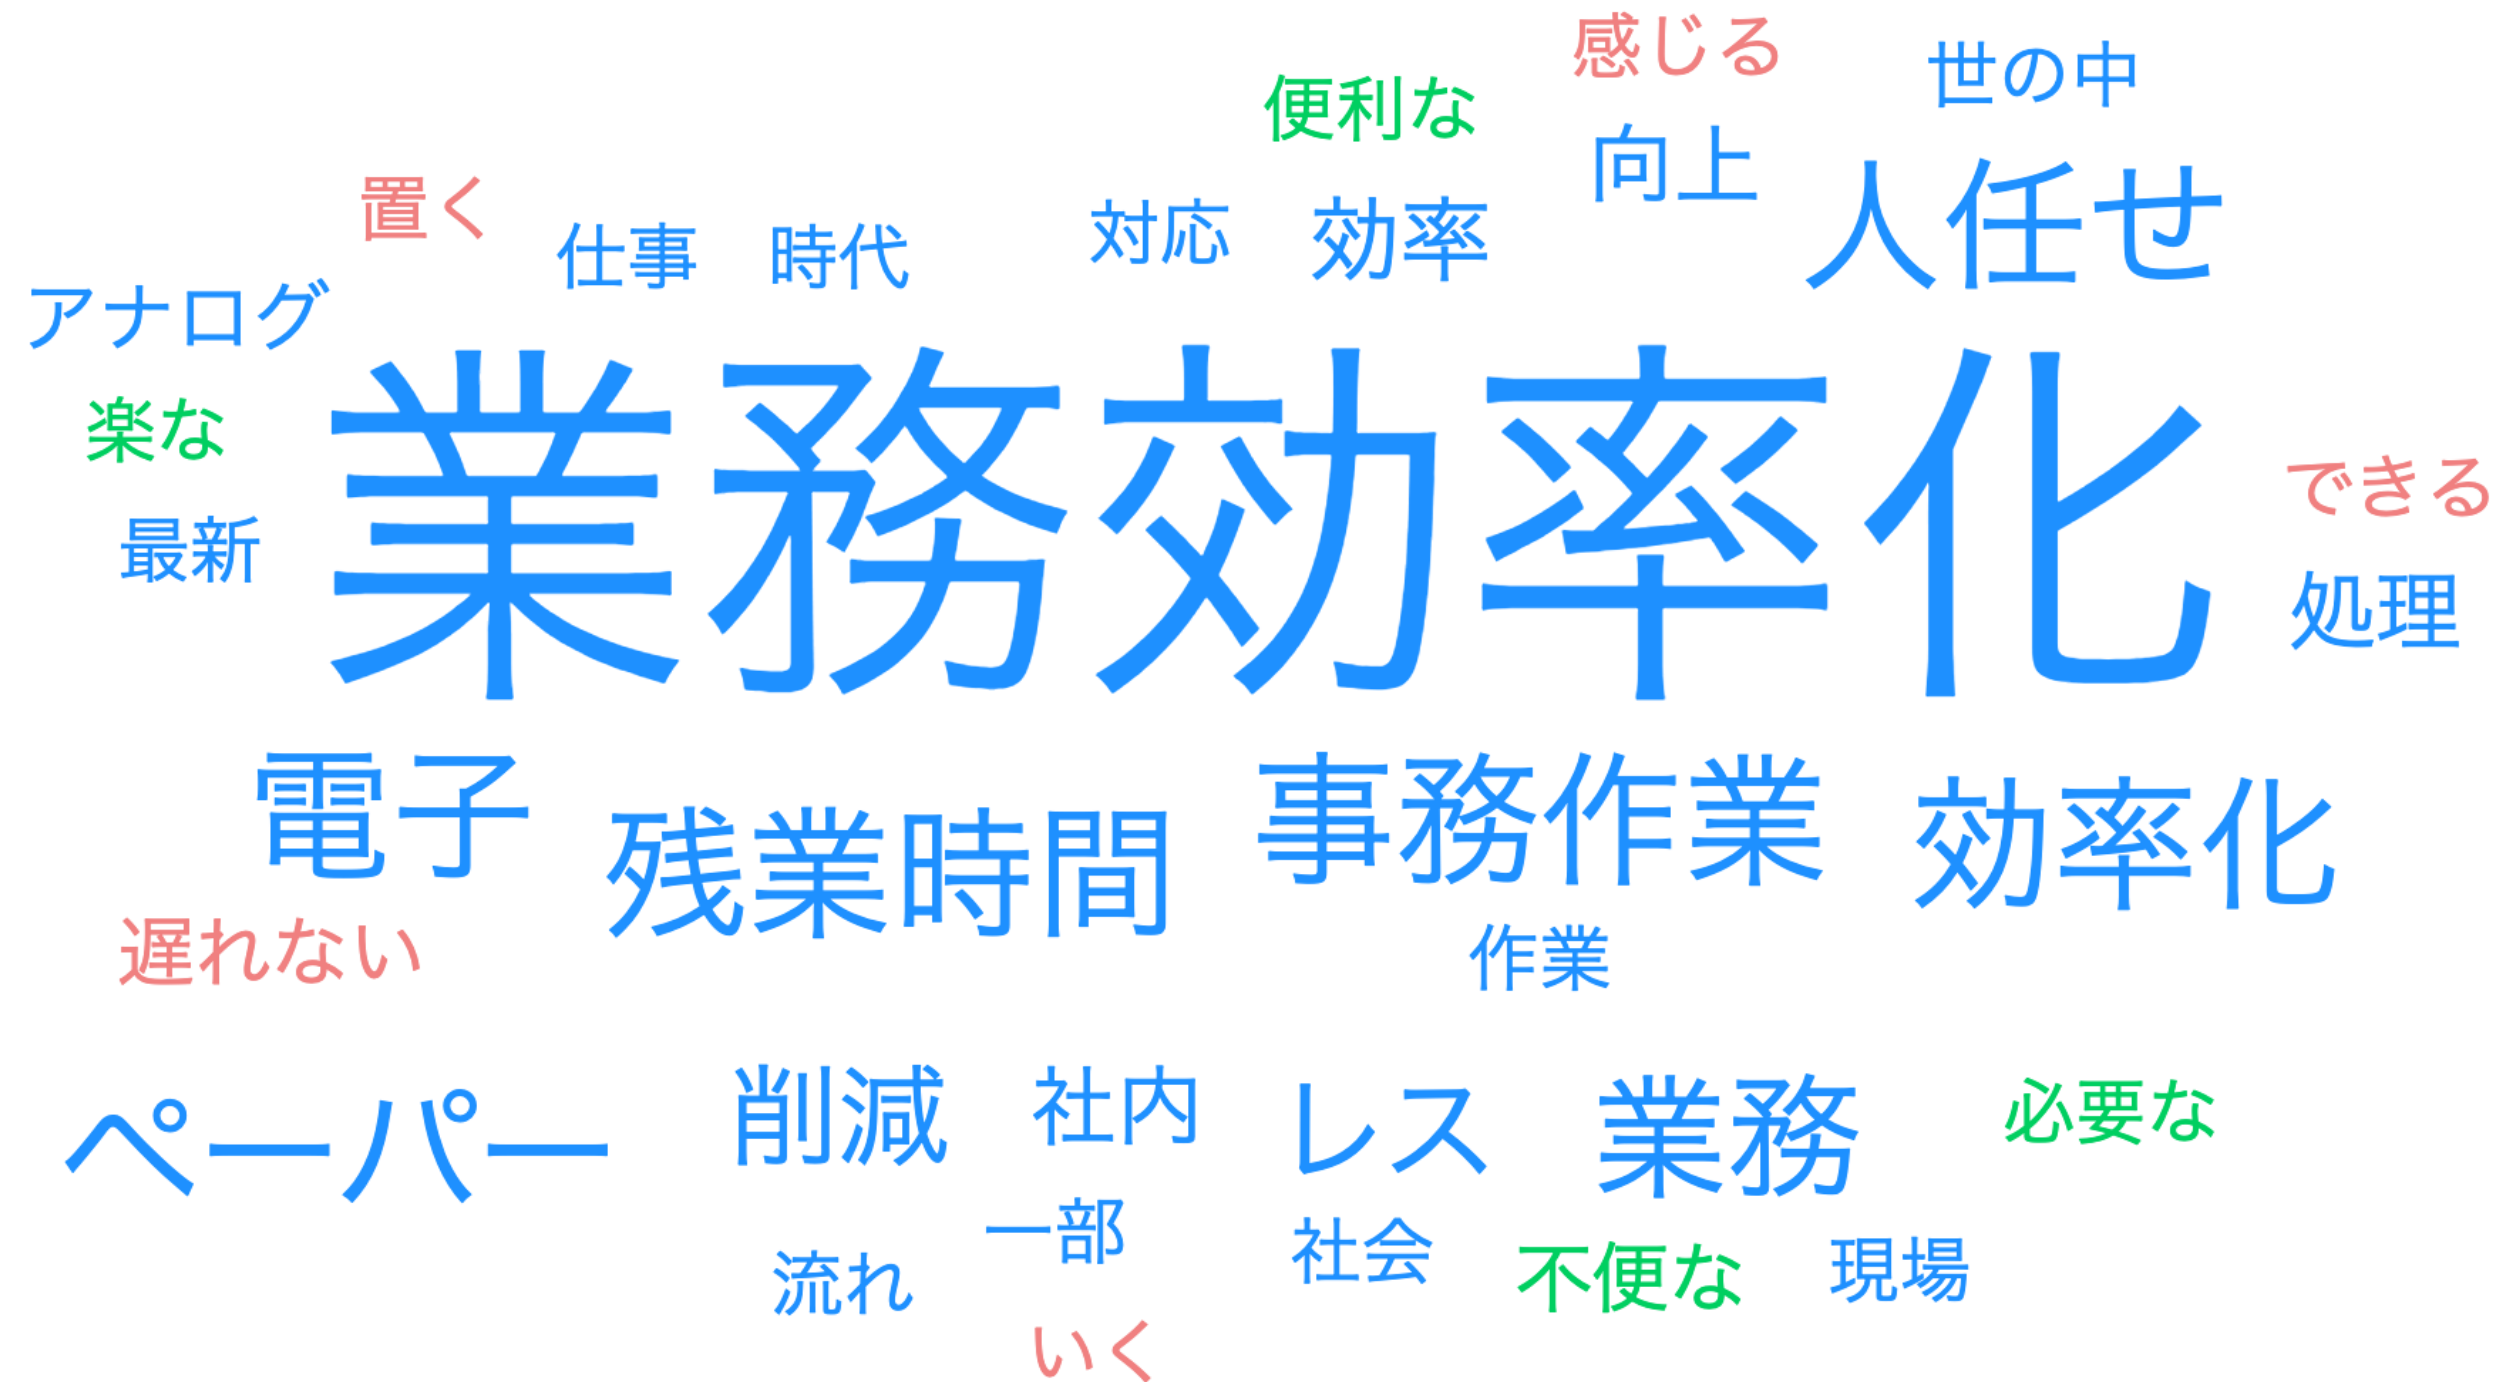 感じる
世の中
便利な
向上
人任せ
置く
仕事
時代
対応
効率
アナログ
業務効率化
楽な
できる
最新
処理
電子
残業時間
事務作業
効率化
遅れない
作業
ペーパー
削減
社内
レス
業務
必要な
一部
流れ
社会
不便な
現場
いく